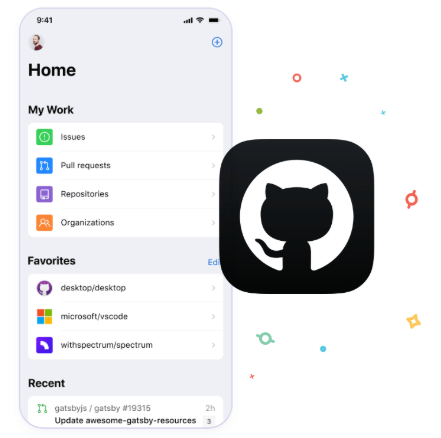 9:41
Home
My Work
Issues
Pull requests
Repositories
Organizations
Favorites
Edit
desktop/desktop
microsoft/vscode
withspectrum/spectrum
Recent
gatsbyjs / gatsby #19315 2h
Update awesome-gatsby-resources 3